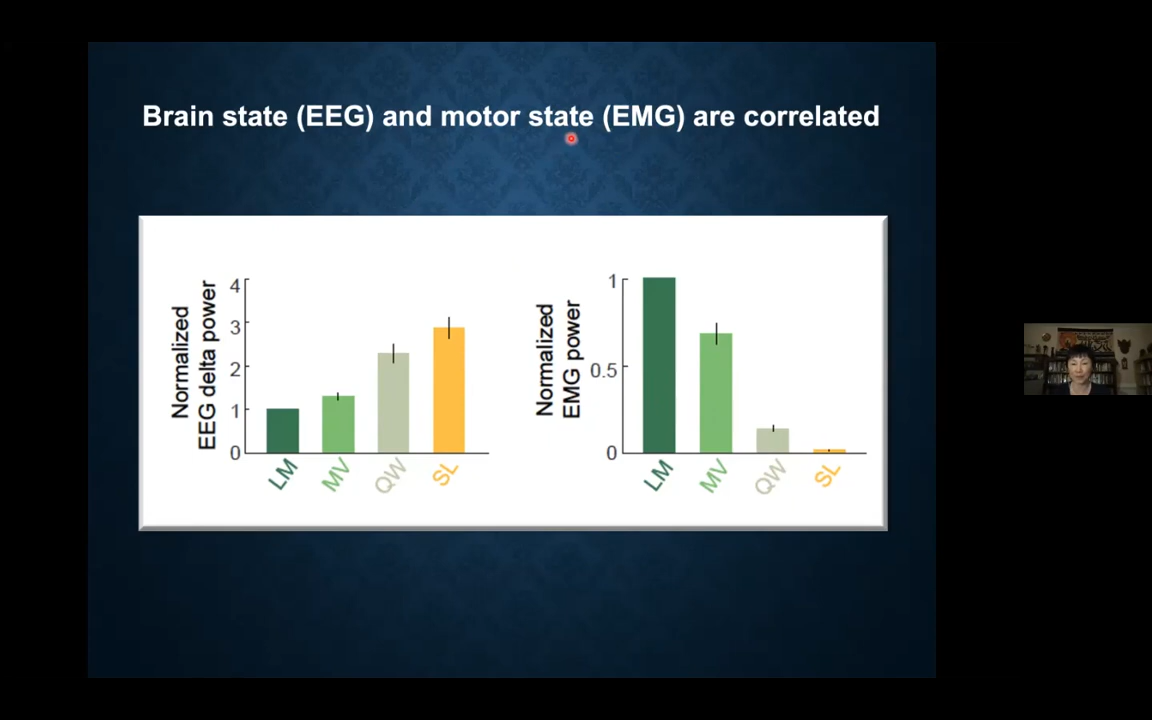 Brain state (EEG) and motor state (EMG) are correlated
Normalized
EEG delta power
4
3
2
1
0
LM
MV
QW
SL
Normalized
EMG power
1
0.5
0
LM
MV
QW
SL